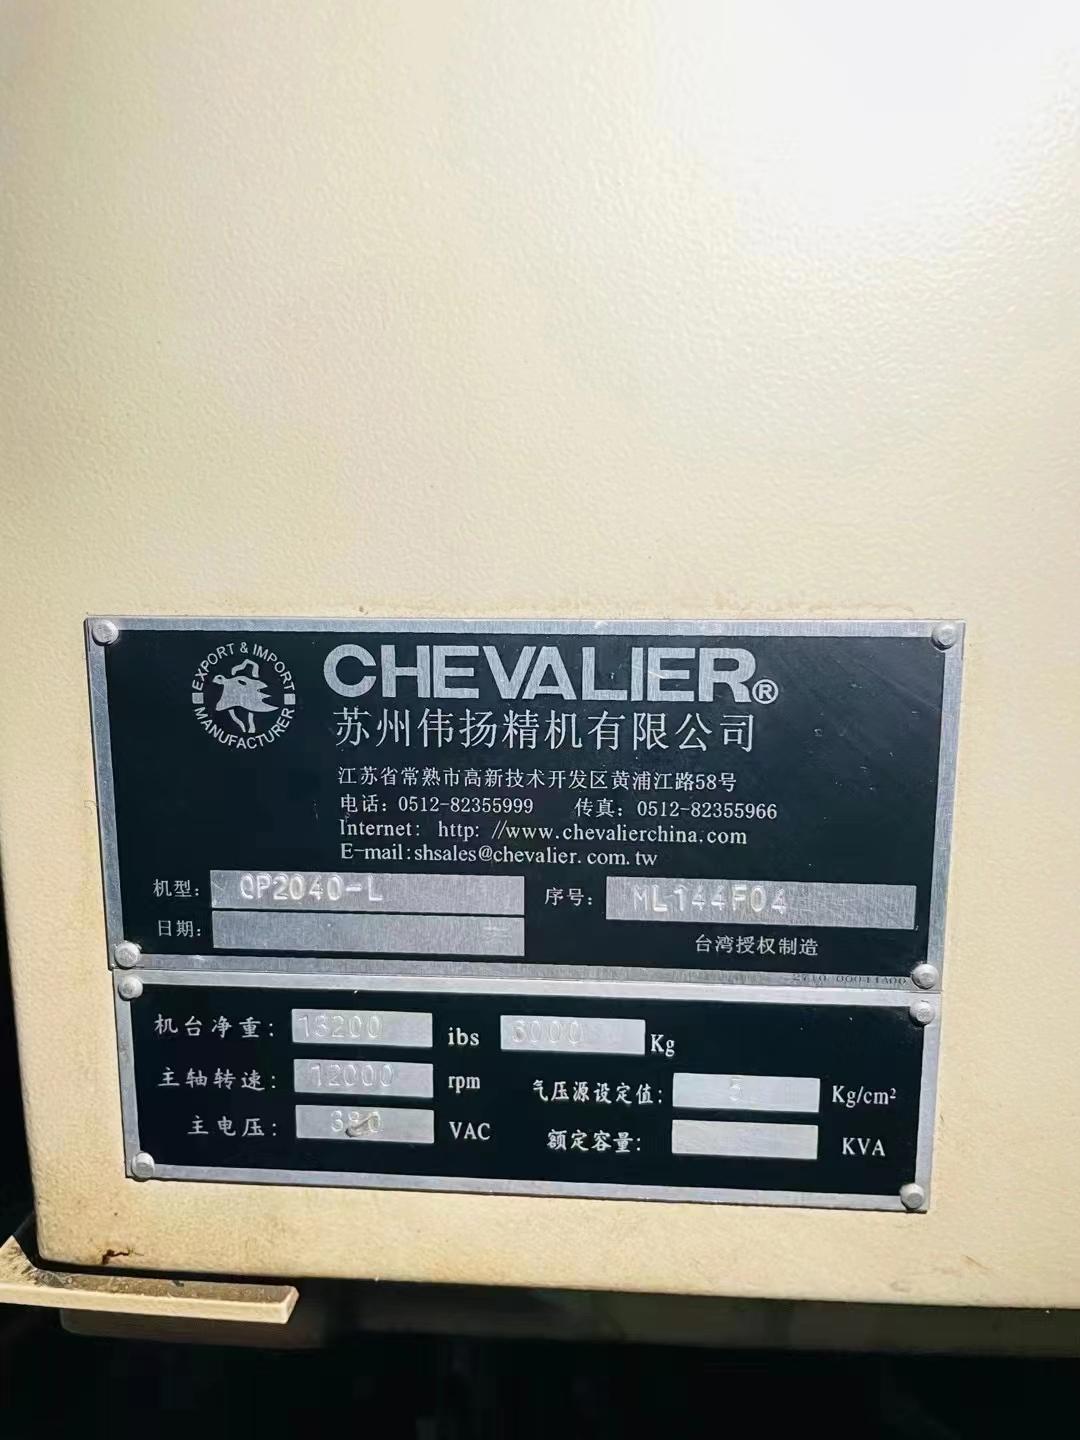 EXPORT & IMPORT
MANUFACTURER
CHEVALIER®
苏州伟扬精机有限公司
江苏省常熟市高新技术开发区黄浦江路58号
电话：0512-82355999 传真：0512-82355966
Internet: http: //www.chevalierchina.com
E-mail:shsales@chevalier.com.tw
机型： QP2040-L 序号： ML144F04
日期：
台湾授权制造
机台净重： 13200 ibs 6000 Kg
主轴转速： 12000 rpm 气压源设定值： 5 Kg/cm²
主电压： 380 VAC 额定容量： KVA